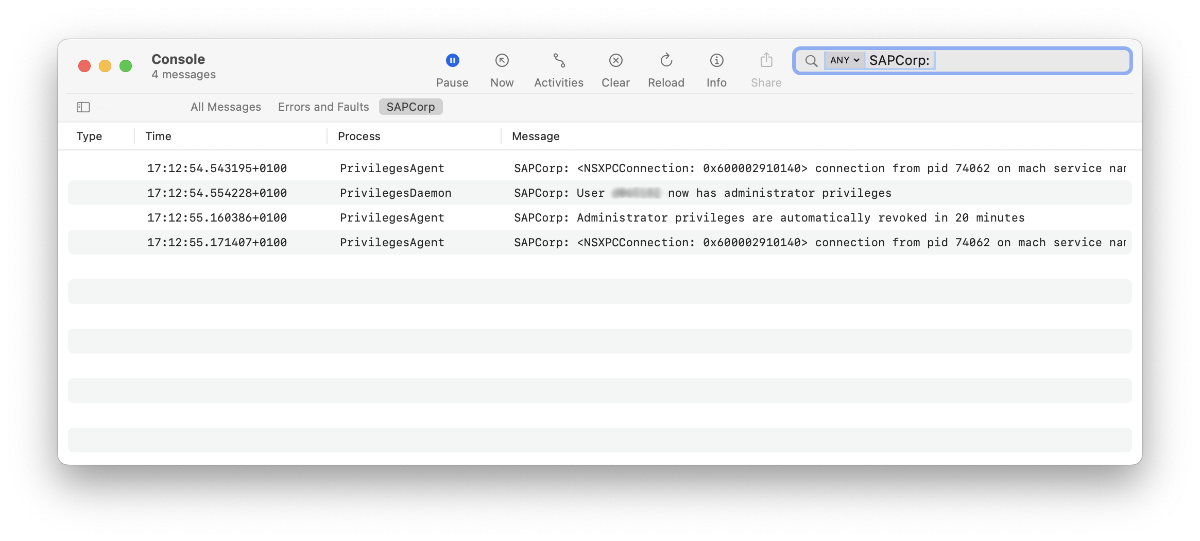 Console
4 messages
Pause Now Activities Clear Reload Info Share
ANY SAPCorp:
All Messages Errors and Faults SAPCorp
Type Time Process Message
17:12:54.543195+0100 PrivilegesAgent SAPCorp: <NSXPCConnection: 0x600002910140> connection from pid 74062 on mach service
17:12:54.554228+0100 PrivilegesDaemon SAPCorp: User now has administrator privileges
17:12:55.160386+0100 PrivilegesAgent SAPCorp: Administrator privileges are automatically revoked in 20 minutes
17:12:55.171407+0100 PrivilegesAgent SAPCorp: <NSXPCConnection: 0x600002910140> connection from pid 74062 on mach service